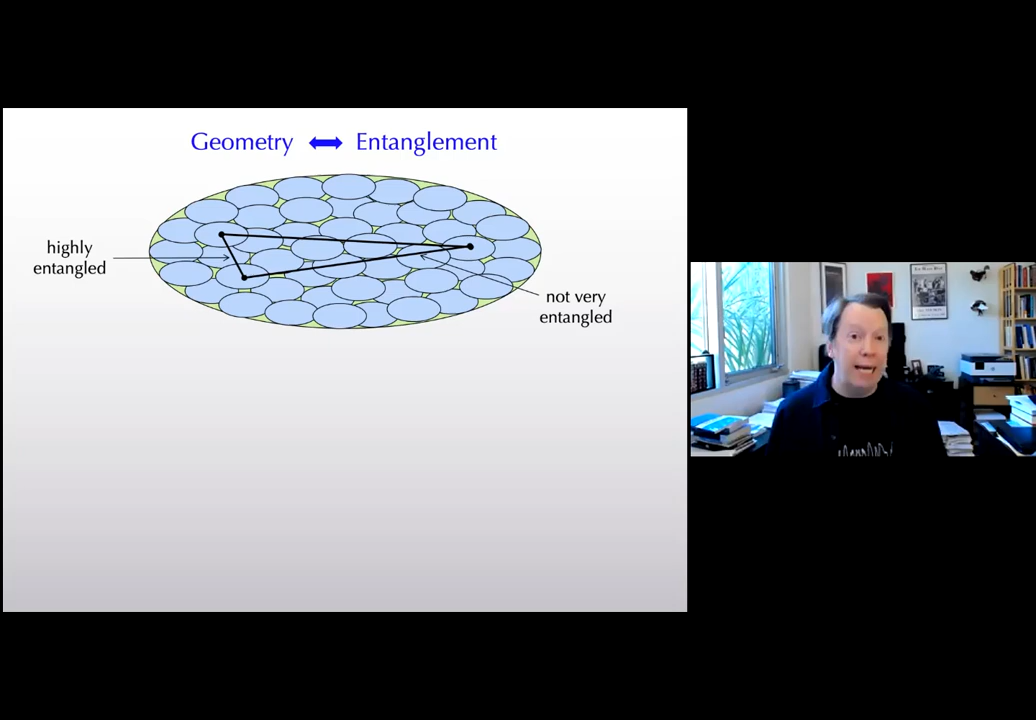 Geometry ⬌ Entanglement
highly
entangled
not very
entangled